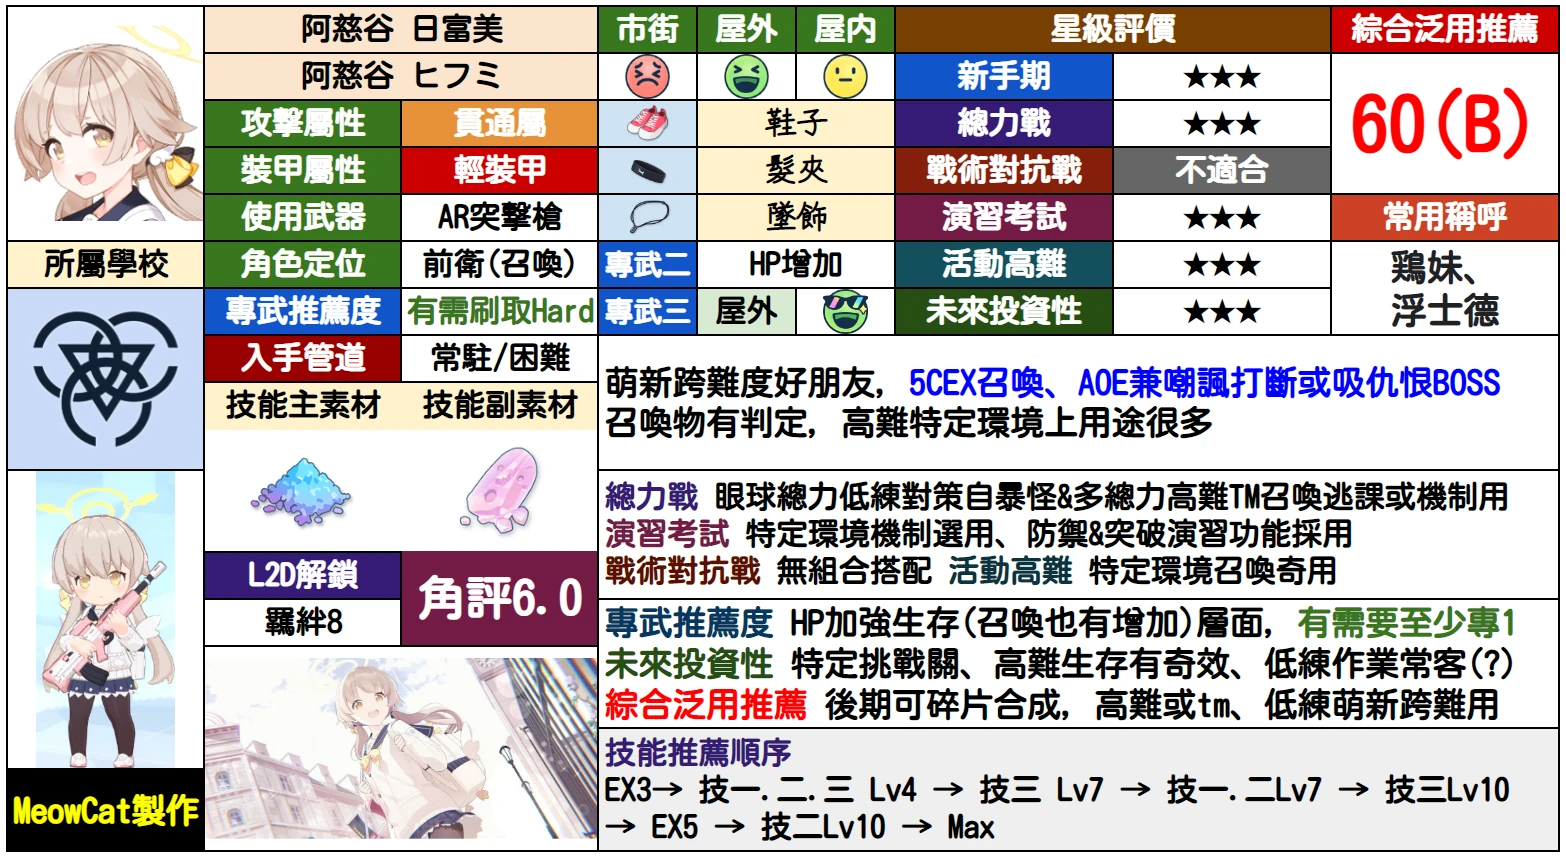 阿慈谷 日富美
阿慈谷 ヒフミ
攻擊屬性 貫通屬
裝甲屬性 輕裝甲
使用武器 AR突擊槍
所屬學校
角色定位 前衛(召喚)
專武推薦度 有需刷取Hard
入手管道 常駐/困難
技能主素材 技能副素材
L2D解鎖
羈絆8
角評6.0
MeowCat製作
市街 屋外 屋内
鞋子
髮夾
墜飾
專武二 HP增加
專武三 屋外
星級評價
新手期 ★★★
總力戰 ★★★
戰術對抗戰 不適合
演習考試 ★★★
活動高難 ★★★
未來投資性 ★★★
綜合泛用推薦
60(B)
常用稱呼
鶏妹、
浮士德
萌新跨難度好朋友, 5CEX召喚、AOE兼嘲諷打斷或吸仇恨BOSS
召喚物有判定, 高難特定環境上用途很多
總力戰 眼球總力低練對策自暴怪&多總力高難TM召喚逃課或機制用
演習考試 特定環境機制選用、防禦&突破演習功能採用
戰術對抗戰 無組合搭配 活動高難 特定環境召喚奇用
專武推薦度 HP加強生存(召喚也有增加)層面, 有需要至少專1
未來投資性 特定挑戰關、高難生存有奇效、低練作業常客(?)
綜合泛用推薦 後期可碎片合成, 高難或tm、低練萌新跨難用
技能推薦順序
EX3→ 技一.二.三 Lv4 → 技三 Lv7 → 技一.二Lv7 → 技三Lv10
→ EX5 → 技二Lv10 → Max